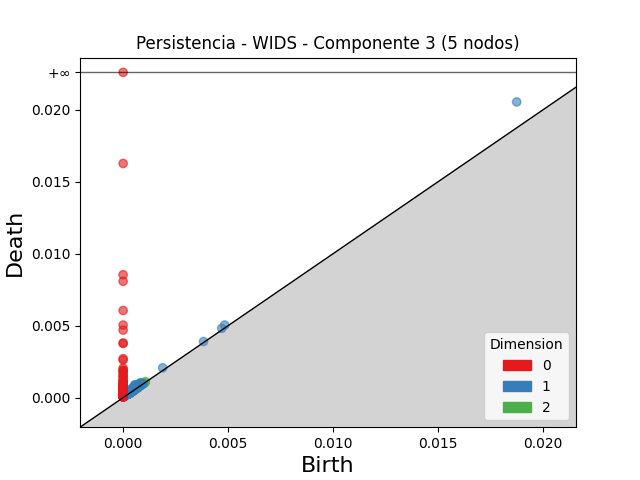 Persistencia - WIDS - Componente 3 (5 nodos)
+∞
0.020
0.015
0.010
0.005
0.000
Death
Dimension
0
1
2
0.000 0.005 0.010 0.015 0.020
Birth